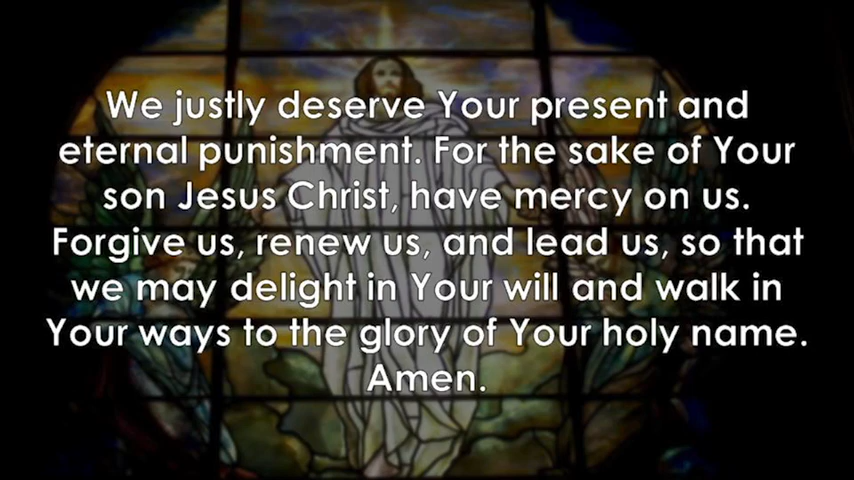 We justly deserve Your present and
eternal punishment. For the sake of Your
son Jesus Christ, have mercy on us.
Forgive us, renew us, and lead us, so that
we may delight in Your will and walk in
Your ways to the glory of Your holy name.
Amen.